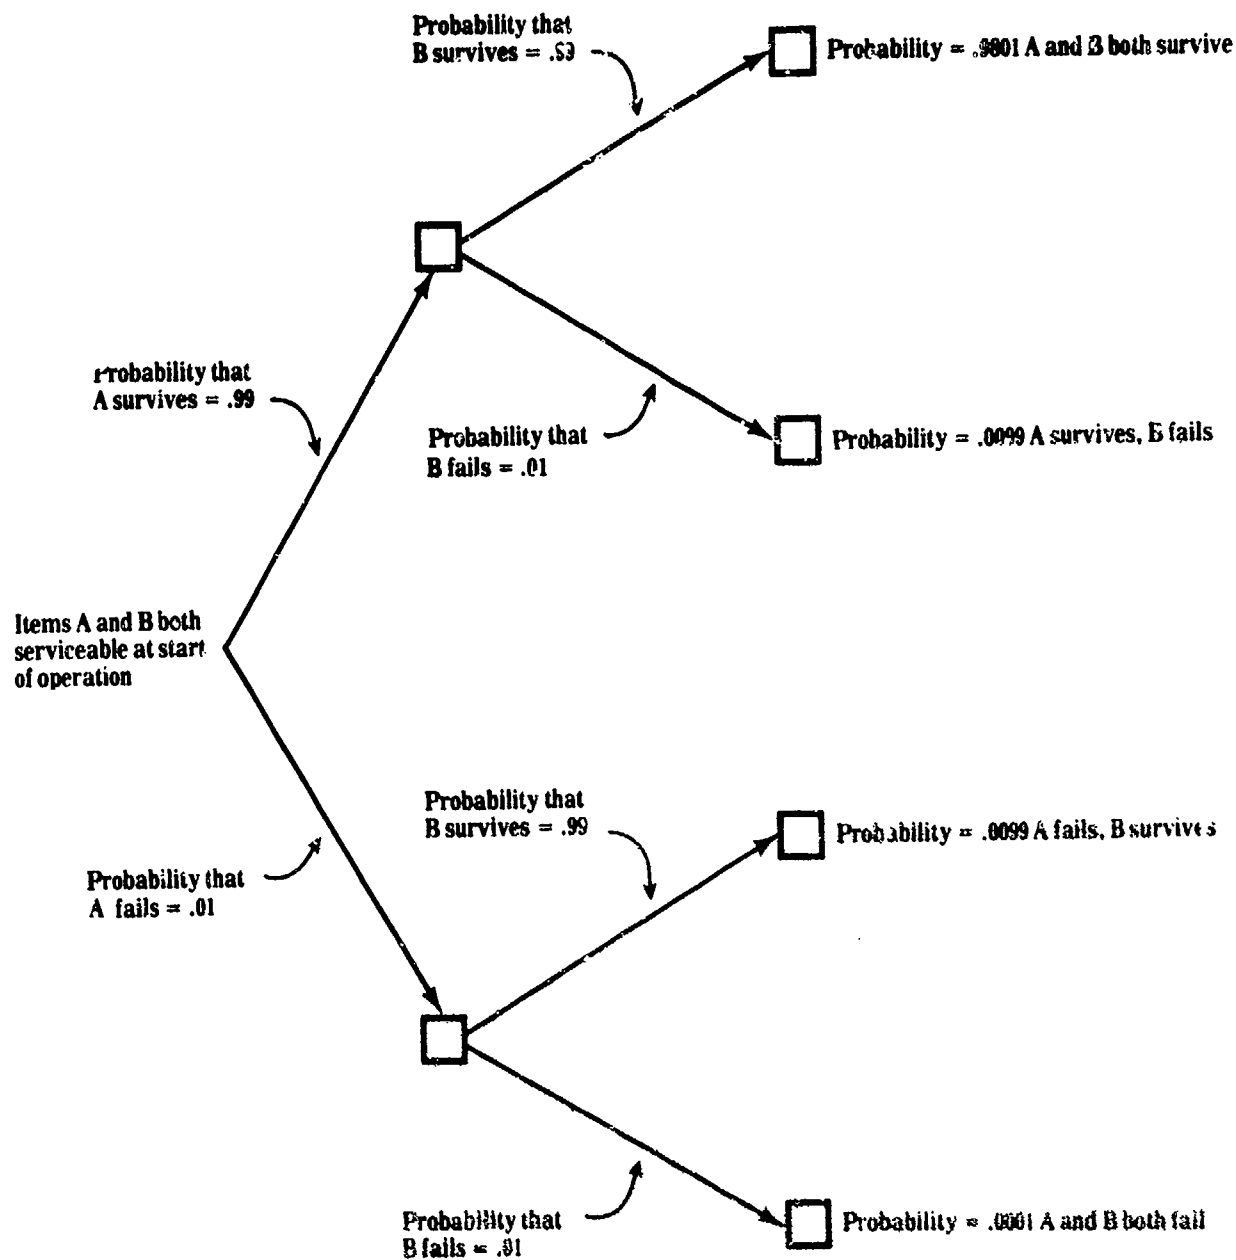 Probability that
B survives = .99
Probability = .9801 A and B both survive
Probability that
A survives = .99
Probability that
B fails = .01
Probability = .0099 A survives, B fails
Items A and B both
serviceable at start
of operation
Probability that
B survives = .99
Probability = .0099 A fails, B survives
Probability that
A fails = .01
Probability that
B fails = .01
Probability = .0001 A and B both fail